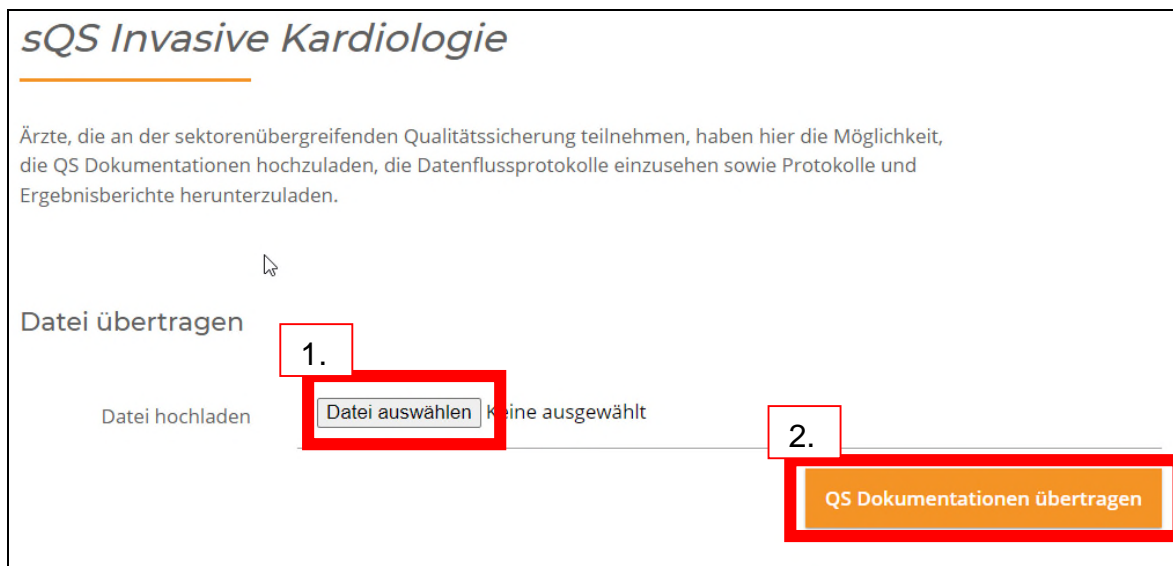 sQS Invasive Kardiologie
Ärzte, die an der sektorenübergreifenden Qualitätssicherung teilnehmen, haben hier die Möglichkeit,
die QS Dokumentationen hochzuladen, die Datenflussprotokolle einzusehen sowie Protokolle und
Ergebnisberichte herunterzuladen.
Datei übertragen
1.
Datei hochladen Datei auswählen Keine ausgewählt
2.
QS Dokumentationen übertragen